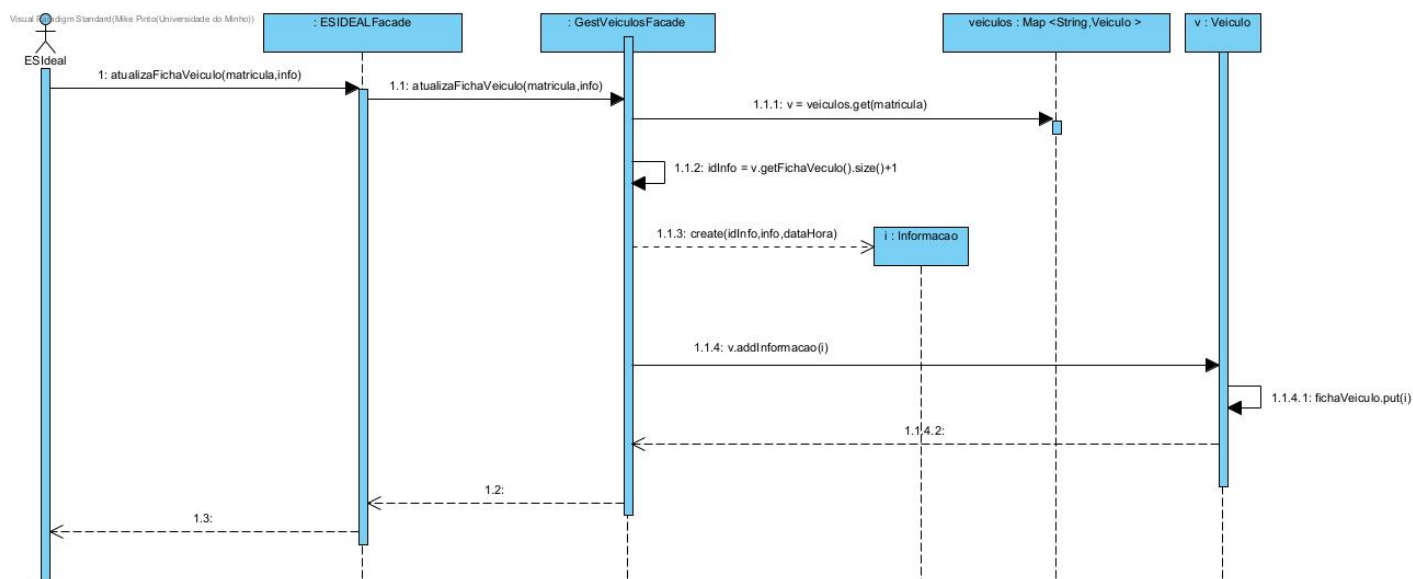 Visual Paradigm Standard(Mike Pinto(Universidade do Minho))
: ESIDEALFacade
: GestVeiculosFacade
veiculos : Map <String,Veiculo >
v : Veiculo
ESIdeal
1: atualizaFichaVeiculo(matricula,info)
1.1: atualizaFichaVeiculo(matricula,info)
1.1.1: v = veiculos.get(matricula)
1.1.2: idInfo = v.getFichaVeculo().size()+1
1.1.3: create(idInfo,info,dataHora)
i : Informacao
1.1.4: v.addInformacao(i)
1.1.4.1: fichaVeiculo.put(i)
1.1.4.2:
1.2:
1.3: